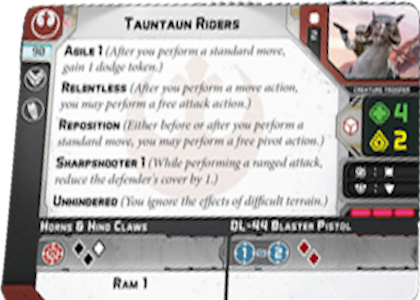 TAUNTAUN RIDERS
90
2
AGILE 1 (After you perform a standard move,
gain 1 dodge token.)
RELENTLESS (After you perform a move action,
you may perform a free attack action.)
REPOSITION (Either before or after you perform a
standard move, you may perform a free pivot action.)
SHARPSHOOTER 1 (While performing a ranged attack,
reduce the defender's cover by 1.)
UNHINDERED (You ignore the effects of difficult terrain.)
CREATURE TROOPER
4
2
HORNS & HIND CLAWS
DL-44 BLASTER PISTOL
1-2
RAM 1